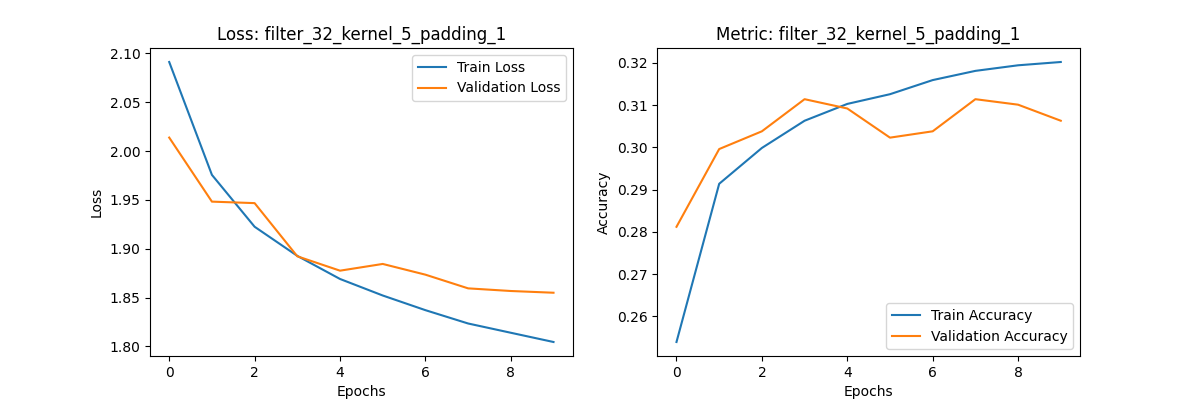 Loss: filter_32_kernel_5_padding_1
2.10
2.05
2.00
1.95
1.90
1.85
1.80
Loss
0 2 4 6 8
Epochs
Train Loss
Validation Loss
Metric: filter_32_kernel_5_padding_1
0.32
0.31
0.30
0.29
0.28
0.27
0.26
Accuracy
0 2 4 6 8
Epochs
Train Accuracy
Validation Accuracy